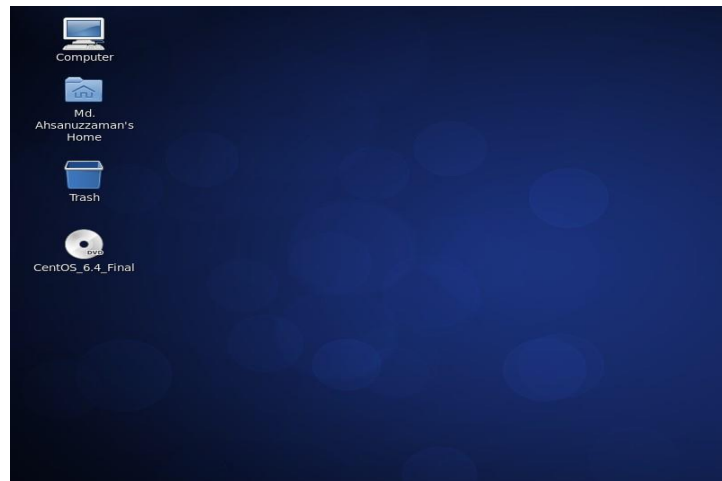 Computer
Md.
Ahsanuzzaman's
Home
Trash
DVD
CentOS_6.4_Final